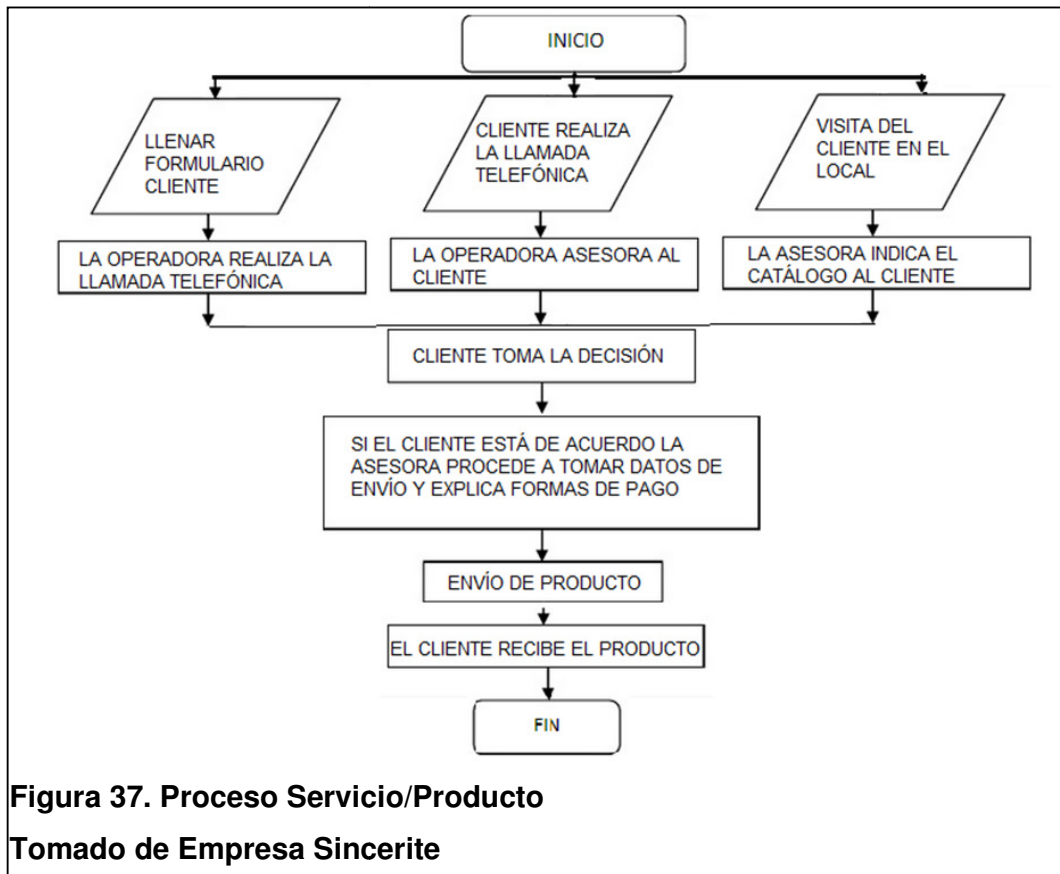 INICIO
LLENAR
FORMULARIO
CLIENTE
CLIENTE REALIZA
LA LLAMADA
TELEFÓNICA
VISITA DEL
CLIENTE EN EL
LOCAL
LA OPERADORA REALIZA LA
LLAMADA TELEFÓNICA
LA OPERADORA ASESORA AL
CLIENTE
LA ASESORA INDICA EL
CATÁLOGO AL CLIENTE
CLIENTE TOMA LA DECISIÓN
SI EL CLIENTE ESTÁ DE ACUERDO LA
ASESORA PROCEDE A TOMAR DATOS DE
ENVÍO Y EXPLICA FORMAS DE PAGO
ENVÍO DE PRODUCTO
EL CLIENTE RECIBE EL PRODUCTO
FIN
Figura 37. Proceso Servicio/Producto
Tomado de Empresa Sincerite